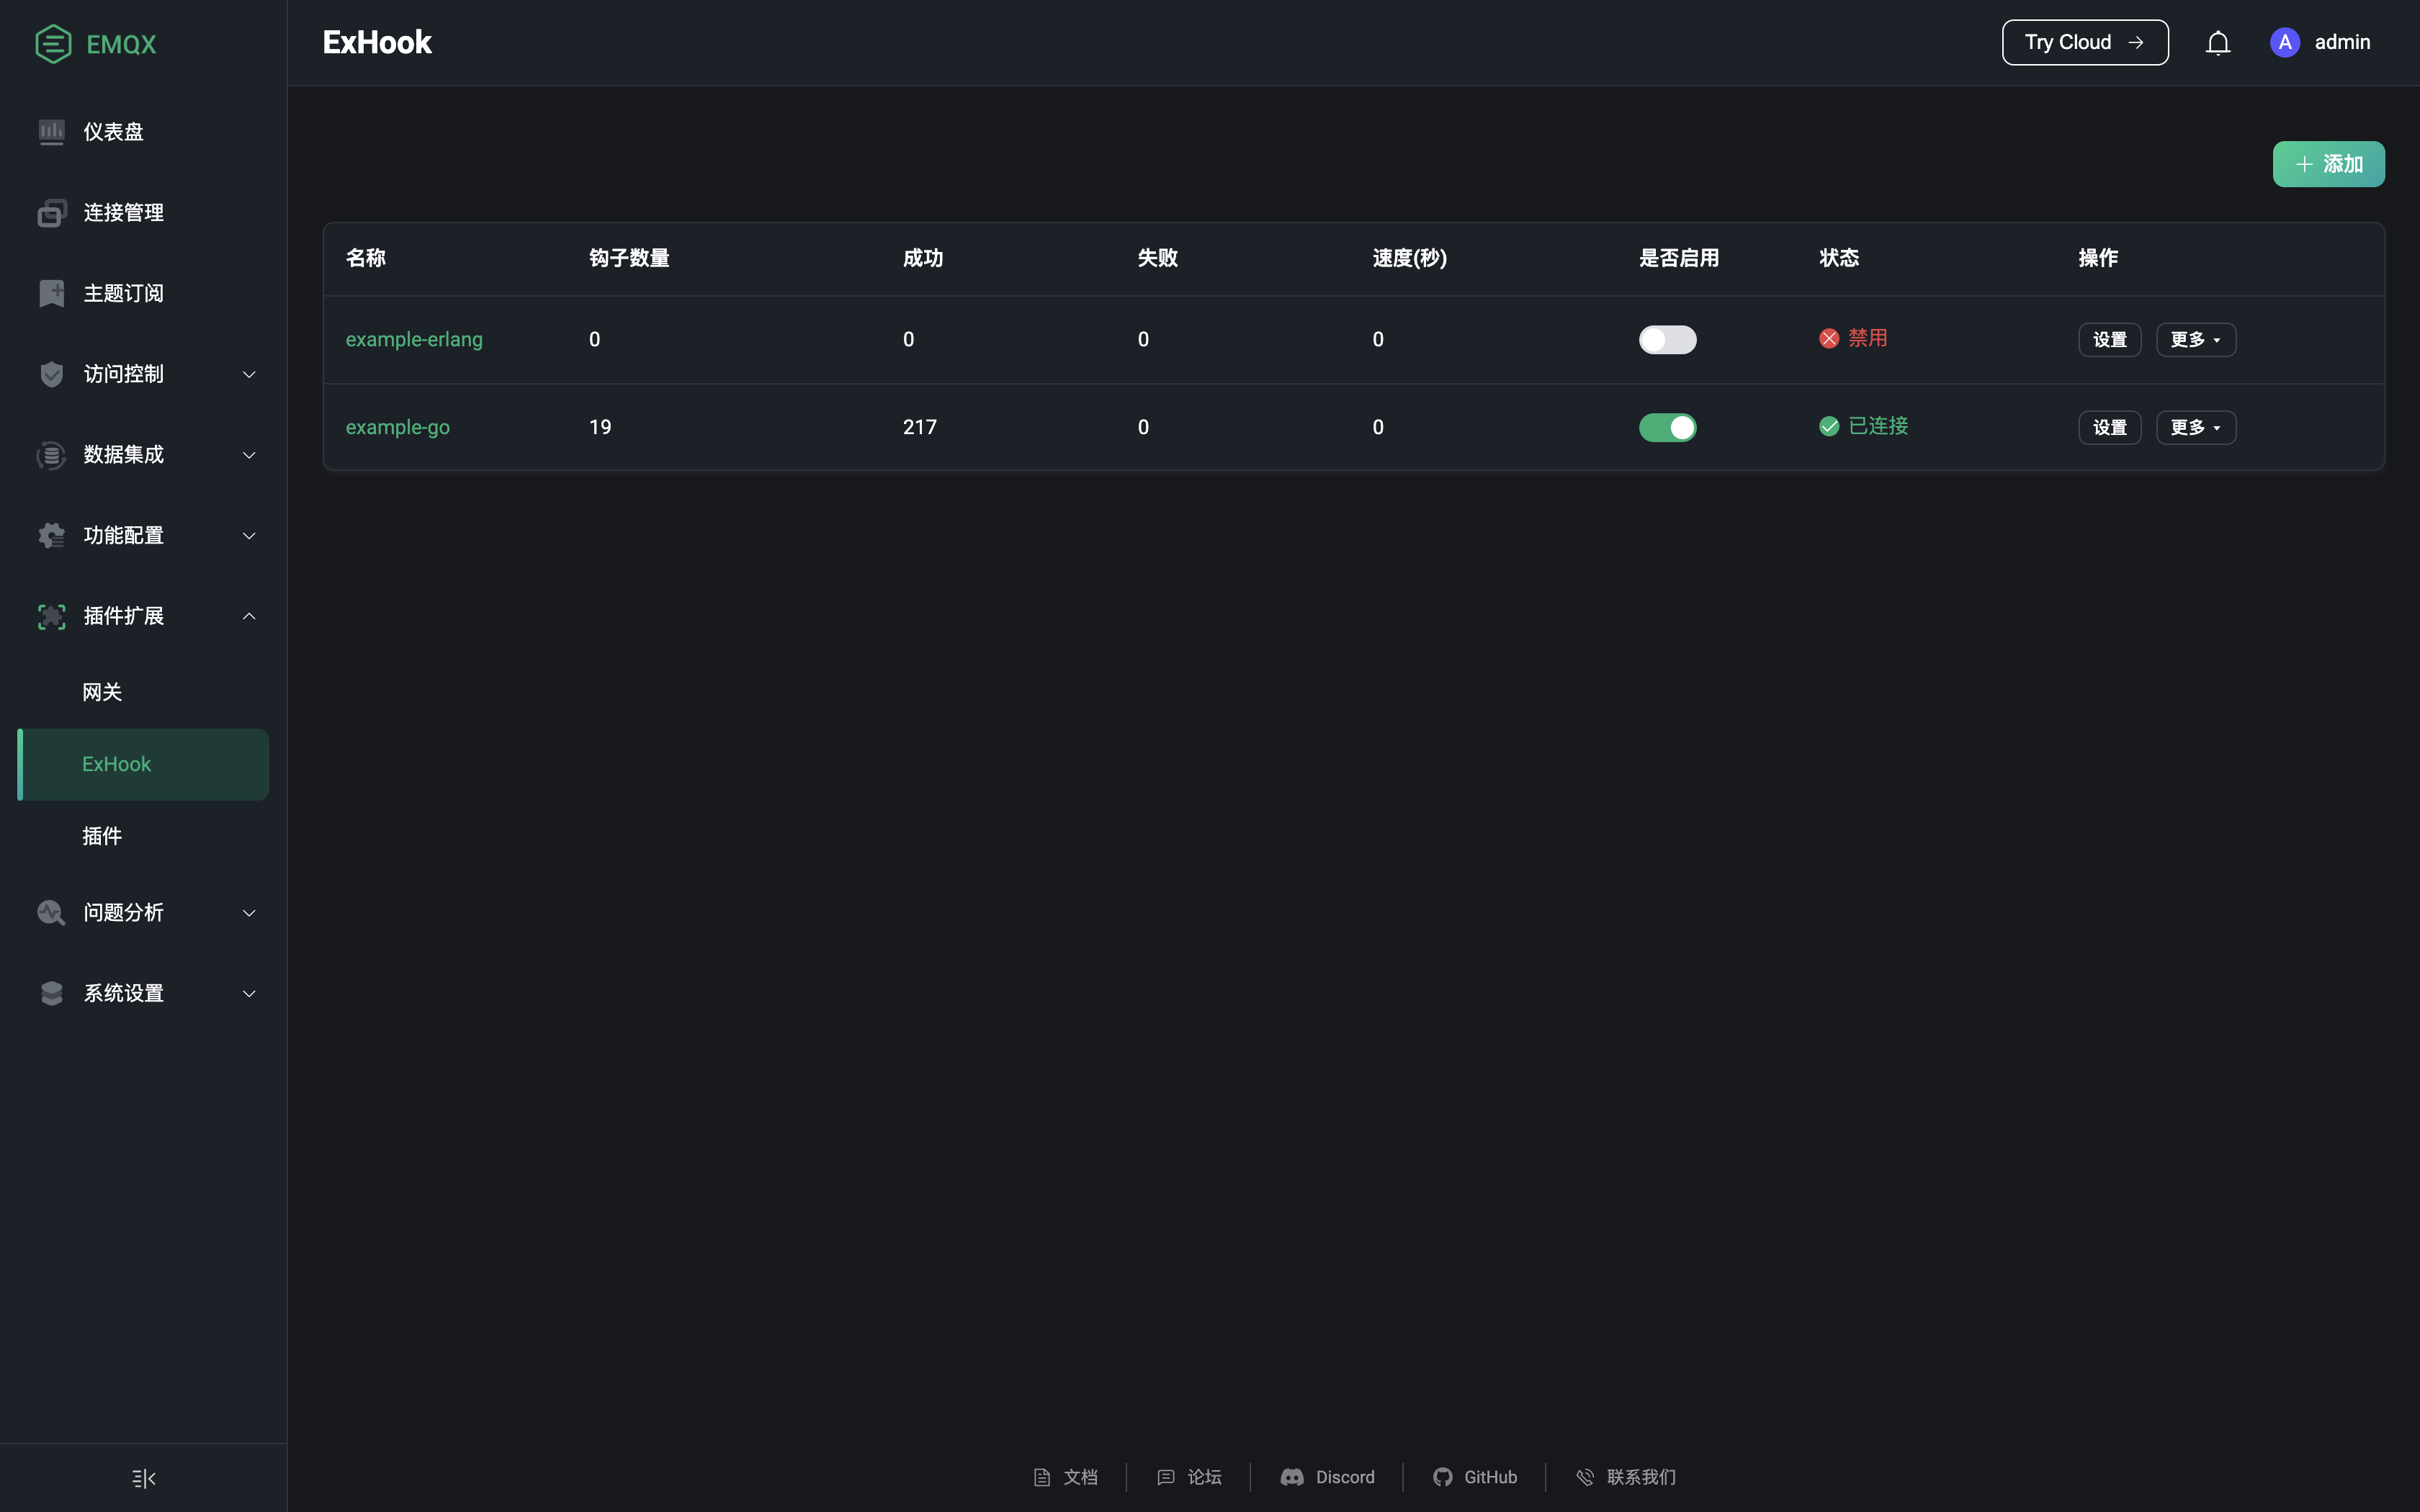 EMQX
ExHook
Try Cloud
A
admin
仪表盘
连接管理
主题订阅
访问控制
数据集成
功能配置
插件扩展
网关
ExHook
插件
问题分析
系统设置
添加
名称 钩子数量 成功 失败 速度(秒) 是否启用 状态 操作
example-erlang 0 0 0 0 禁用 设置 更多
example-go 19 217 0 0 已连接 设置 更多
文档 论坛 Discord GitHub 联系我们